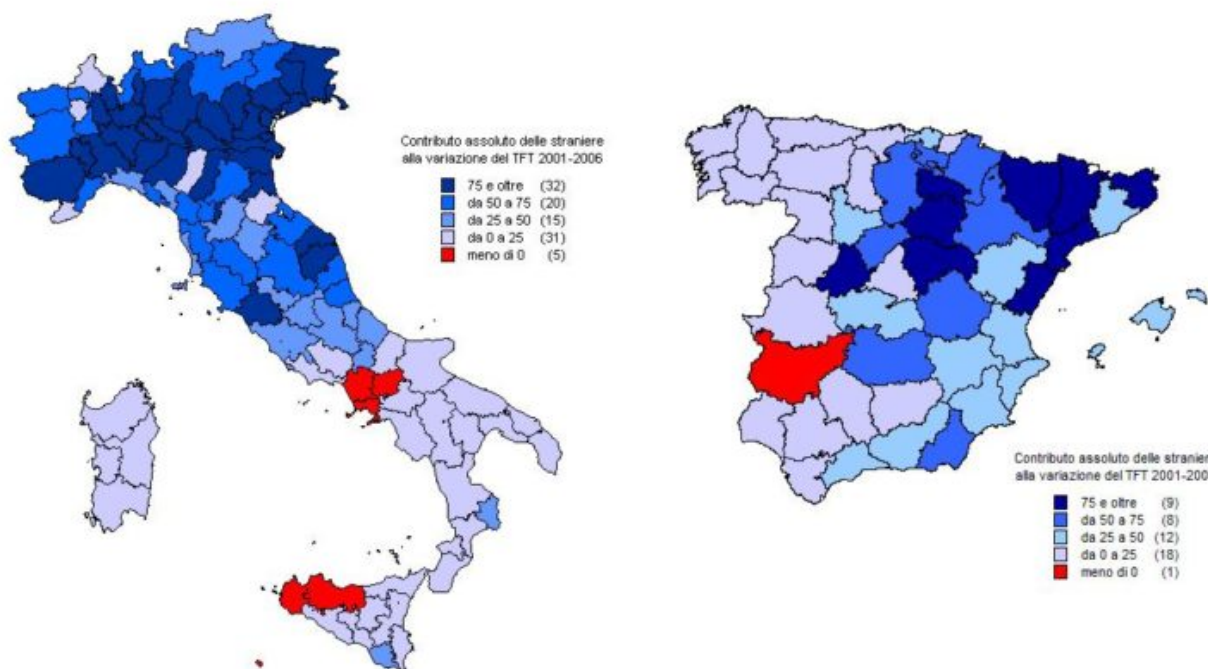 Contributo assoluto delle straniere
alla variazione del TFT 2001-2006
75 e oltre (32)
da 50 a 75 (20)
da 25 a 50 (15)
da 0 a 25 (31)
meno di 0 (5)
Contributo assoluto delle straniere
alla variazione del TFT 2001-200
75 e oltre (9)
da 50 a 75 (8)
da 25 a 50 (12)
da 0 a 25 (18)
meno di 0 (1)